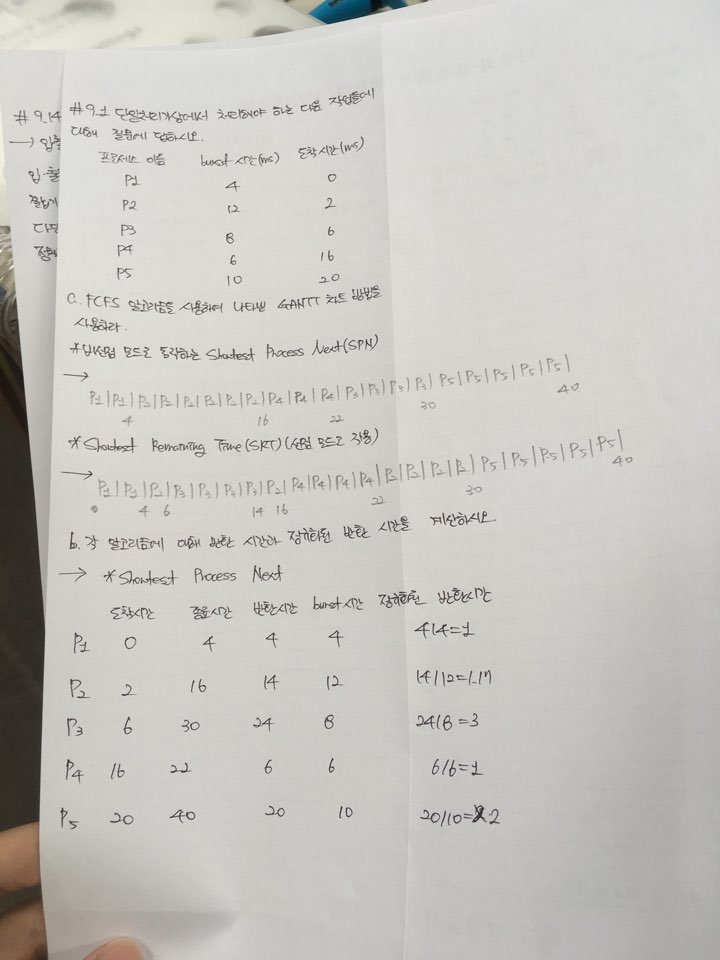 #9.14
→ 입출
입·출
#9.1 단일처리기상에서 처리해야 하는 다음 작업들에
대해 질문에 답하시오.
프로세스 이름 burst 시간(ms) 도착시간(ms)
P1 4 0
P2 12 2
P3 8 6
P4 6 16
P5 10 20
a. FCFS 알고리즘을 사용하여 나타낸 GANTT 차트 방법을
사용하라.
*비선점 모드로 동작하는 Shortest Process Next(SPN)
→
P1|P1|P2|P2|P2|P2|P2|P2|P4|P4|P4|P3|P3|P3|P3|P5|P5|P5|P5|P5|
4 16 22 30 40
*Shortest Remaining Time(SRT)(선점 모드로 작용)
→
P1|P1|P2|P3|P3|P3|P3|P2|P4|P4|P4|P2|P2|P2|P2|P5|P5|P5|P5|P5|
0 4 6 14 16 22 30 40
b. 각 알고리즘에 대해 반환 시간과 정규화된 반환 시간을 계산하시오.
→ *Shortest Process Next
도착시간 종료시간 반환시간 burst시간 정규화된 반환시간
P1 0 4 4 4 4/4=1
P2 2 16 14 12 14/12=1.17
P3 6 30 24 8 24/8=3
P4 16 22 6 6 6/6=1
P5 20 40 20 10 20/10=2